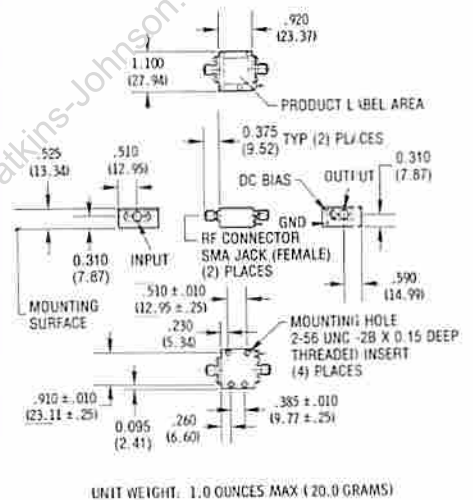 .920
(23.37)
1.100
(27.94)
PRODUCT LABEL AREA
0.375 TYP (2) PLACES
(9.52)
.525
(13.34)
.510
(12.95)
0.310
(7.87)
DC BIAS
OUTPUT
GND
0.310
(7.87)
INPUT
RF CONNECTOR
SMA JACK (FEMALE)
(2) PLACES
.590
(14.99)
MOUNTING
SURFACE
.510 ± .010
(12.95 ± .25)
.230
(5.34)
MOUNTING HOLE
2-56 UNC -2B X 0.15 DEEP
THREADED INSERT
(4) PLACES
.910 ± .010
(23.11 ± .25)
0.095
(2.41)
.260
(6.60)
.385 ± .010
(9.77 ± .25)
UNIT WEIGHT: 1.0 OUNCES MAX (20.0 GRAMS)
atkins-Johnson.